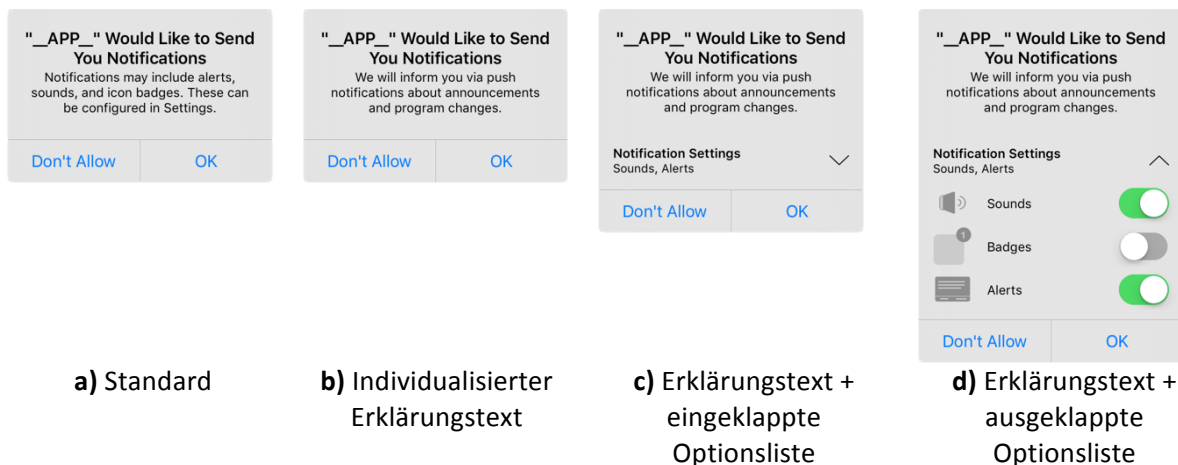 "__APP__" Would Like to Send
You Notifications
Notifications may include alerts,
sounds, and icon badges. These can
be configured in Settings.
Don't Allow
OK
a) Standard
"__APP__" Would Like to Send
You Notifications
We will inform you via push
notifications about announcements
and program changes.
Don't Allow
OK
b) Individualisierter
Erklärungstext
"__APP__" Would Like to Send
You Notifications
We will inform you via push
notifications about announcements
and program changes.
Notification Settings
Sounds, Alerts
Don't Allow
OK
c) Erklärungstext +
eingeklappte
Optionsliste
"__APP__" Would Like to Send
You Notifications
We will inform you via push
notifications about announcements
and program changes.
Notification Settings
Sounds, Alerts
Sounds
1
Badges
Alerts
Don't Allow
OK
d) Erklärungstext +
ausgeklappte
Optionsliste